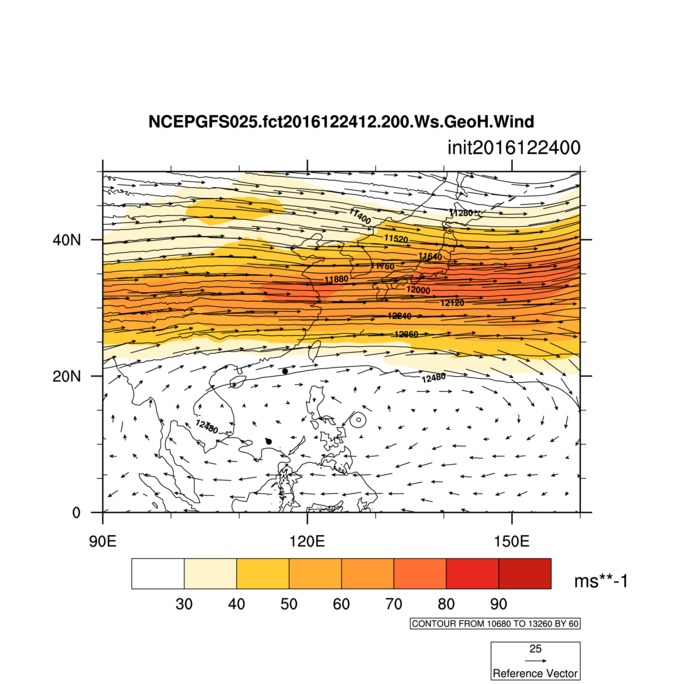 NCEPGFS025.fct2016122412.200.Ws.GeoH.Wind
init2016122400
11400
11280
40N
11520
11640
11760
11880
12000
12120
12240
12360
20N
12480
12480
0
90E 120E 150E
30 40 50 60 70 80 90
ms**-1
CONTOUR FROM 10680 TO 13260 BY 60
25
Reference Vector